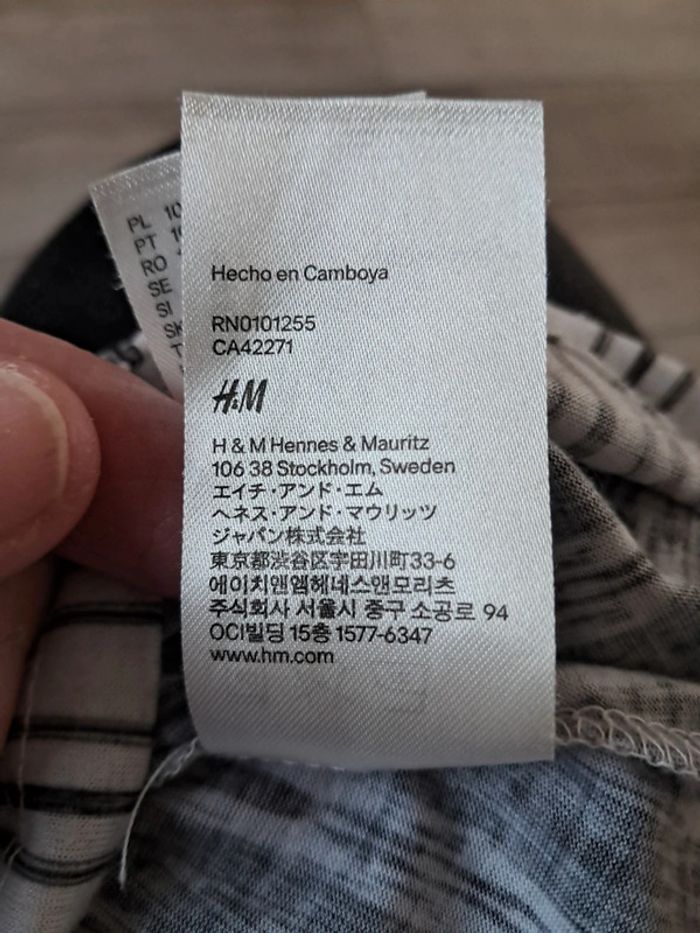 PL 10
PT
RO
SE
SI
SK
Hecho en Camboya
RN0101255
CA42271
H&M
H & M Hennes & Mauritz
106 38 Stockholm, Sweden
エイチ・アンド・エム
ヘネス・アンド・マウリッツ
ジャパン株式会社
東京都渋谷区宇田川町33-6
에이치앤엠헤네스앤모리츠
주식회사 서울시 중구 소공로 94
OCI빌딩 15층 1577-6347
www.hm.com